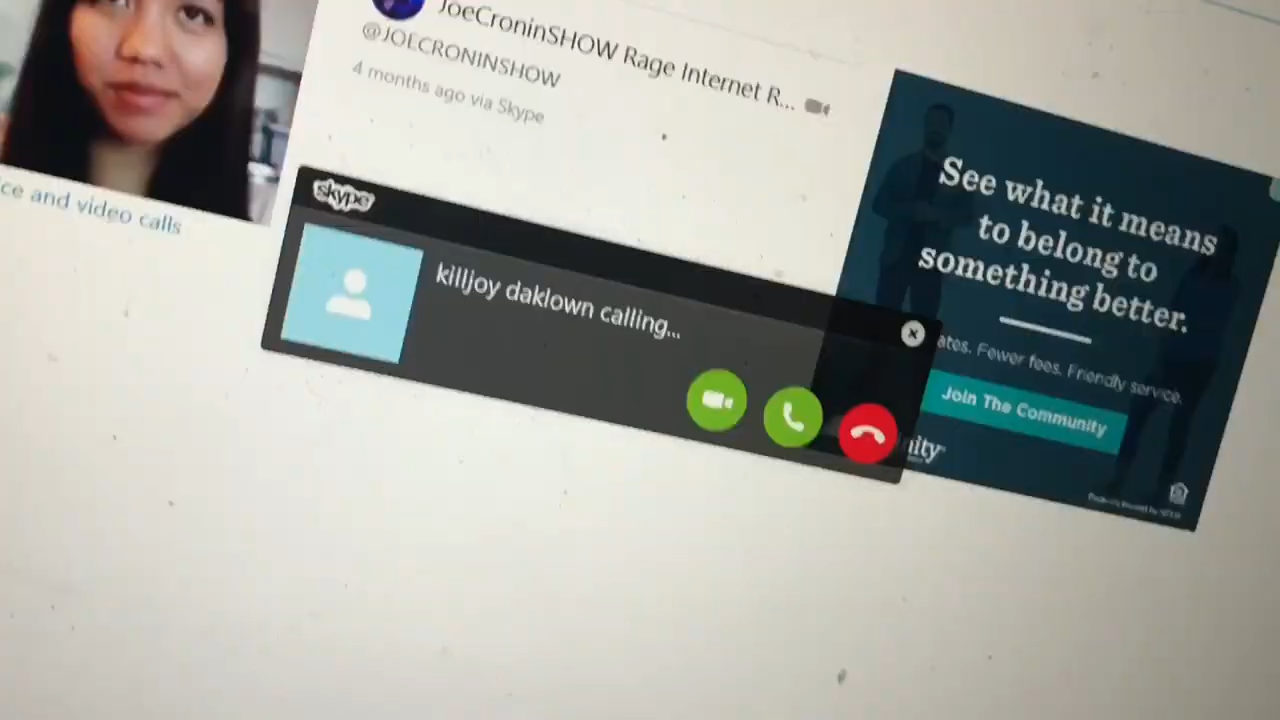 JoeCroninSHOW Rage Internet R...
@JOECRONINSHOW
4 months ago via Skype
ce and video calls
skype
killjoy daklown calling...
See what it means
to belong to
something better.
ates. Fewer fees. Friendly service.
Join The Community
nity